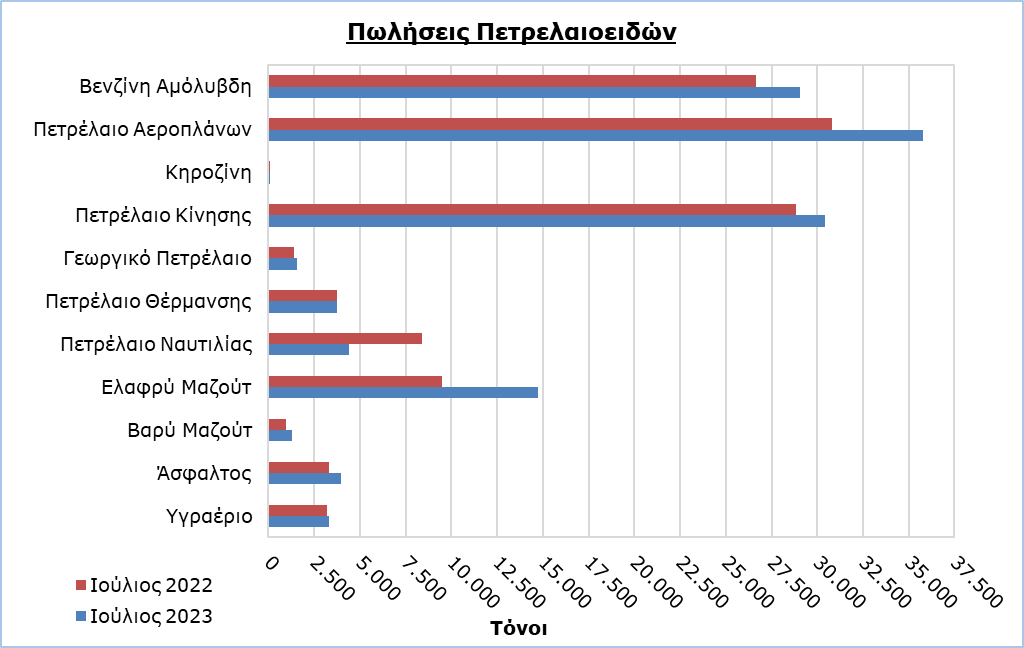 Πωλήσεις Πετρελαιοειδών
Βενζίνη Αμόλυβδη
Πετρέλαιο Αεροπλάνων
Κηροζίνη
Πετρέλαιο Κίνησης
Γεωργικό Πετρέλαιο
Πετρέλαιο Θέρμανσης
Πετρέλαιο Ναυτιλίας
Ελαφρύ Μαζούτ
Βαρύ Μαζούτ
Άσφαλτος
Υγραέριο
0 2.500 5.000 7.500 10.000 12.500 15.000 17.500 20.000 22.500 25.000 27.500 30.000 32.500 35.000 37.500
Τόνοι
Ιούλιος 2022
Ιούλιος 2023